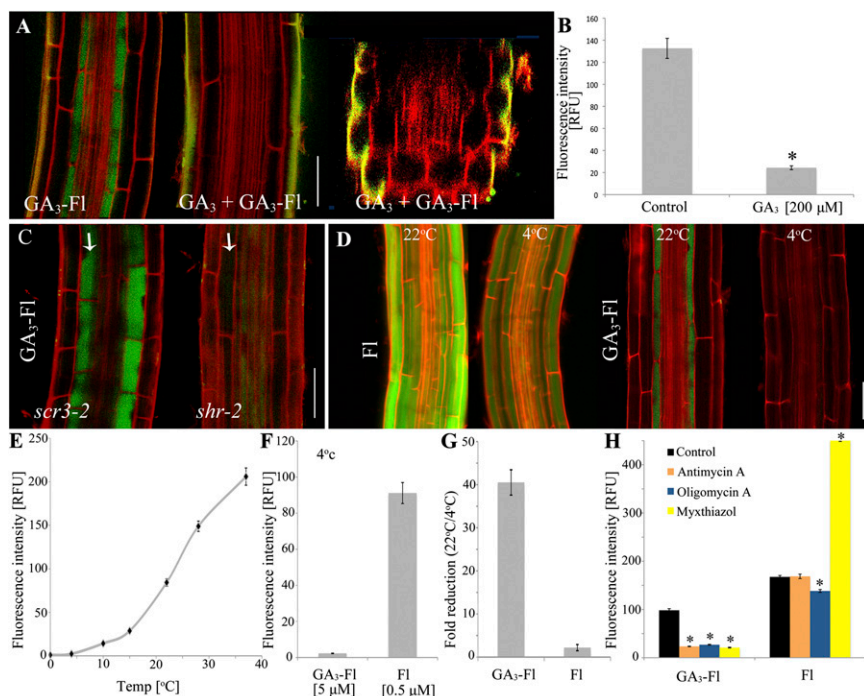 A
GA₃-Fl
GA₃ + GA₃-Fl
GA₃ + GA₃-Fl
B
Fluorescence intensity
[RFU]
160
140
120
100
80
60
40
20
0
*
Control
GA₃ [200 μM]
C
GA₃-Fl
scr3-2
shr-2
D
Fl
22°C
4°C
GA₃-Fl
22°C
4°C
E
Fluorescence intensity [RFU]
250
200
150
100
50
0
0
10
20
30
40
Temp [°C]
F
4°c
Fluorescence intensity [RFU]
120
100
80
60
40
20
0
GA₃-Fl
[5 μM]
Fl
[0.5 μM]
G
Fold reduction (22°C/4°C)
50
40
30
20
10
0
GA₃-Fl
Fl
H
Fluorescence intensity [RFU]
400
300
200
100
0
Control
Antimycin A
Oligomycin A
Myxthiazol
* * *
*
*
GA₃-Fl
Fl